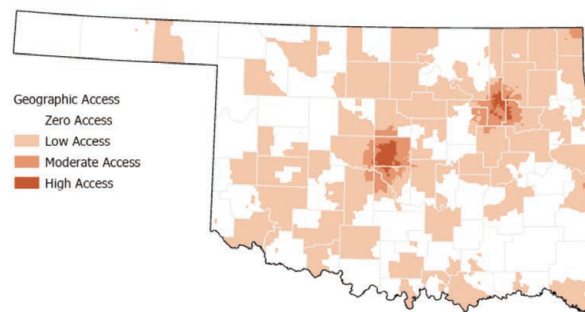 Geographic Access
Zero Access
Low Access
Moderate Access
High Access